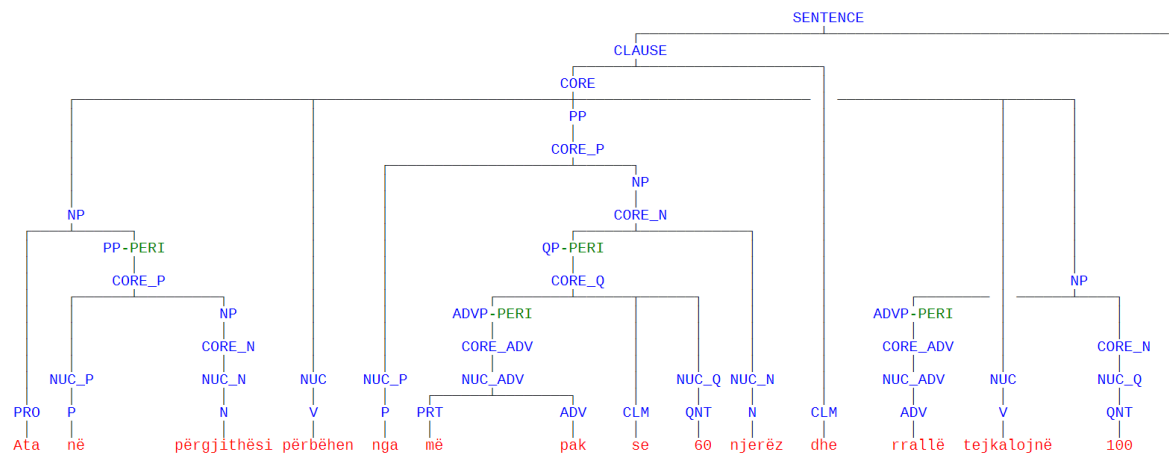 SENTENCE
CLAUSE
CORE
PP
CORE_P
NP
NP CORE_N
PP-PERI QP-PERI
CORE_P CORE_Q NP
NP ADVP-PERI ADVP-PERI
CORE_N CORE_ADV CORE_ADV CORE_N
NUC_P NUC_N NUC NUC_P NUC_ADV NUC_Q NUC_N NUC_ADV NUC NUC_Q
PRO P N V P PRT ADV CLM QNT N CLM ADV V QNT
Ata në përgjithësi përbëhen nga më pak se 60 njerëz dhe rrallë tejkalojnë 100